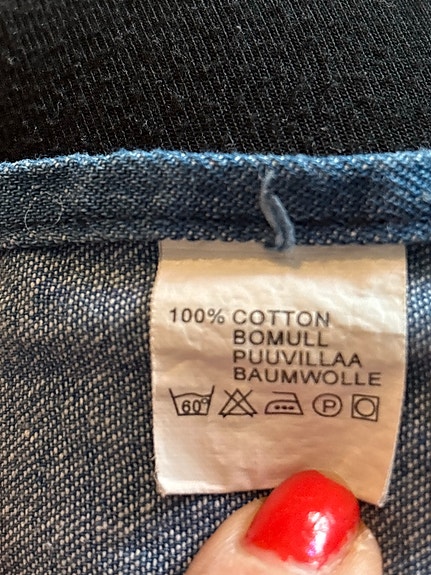 100% COTTON
BOMULL
PUUVILLAA
BAUMWOLLE
60° P